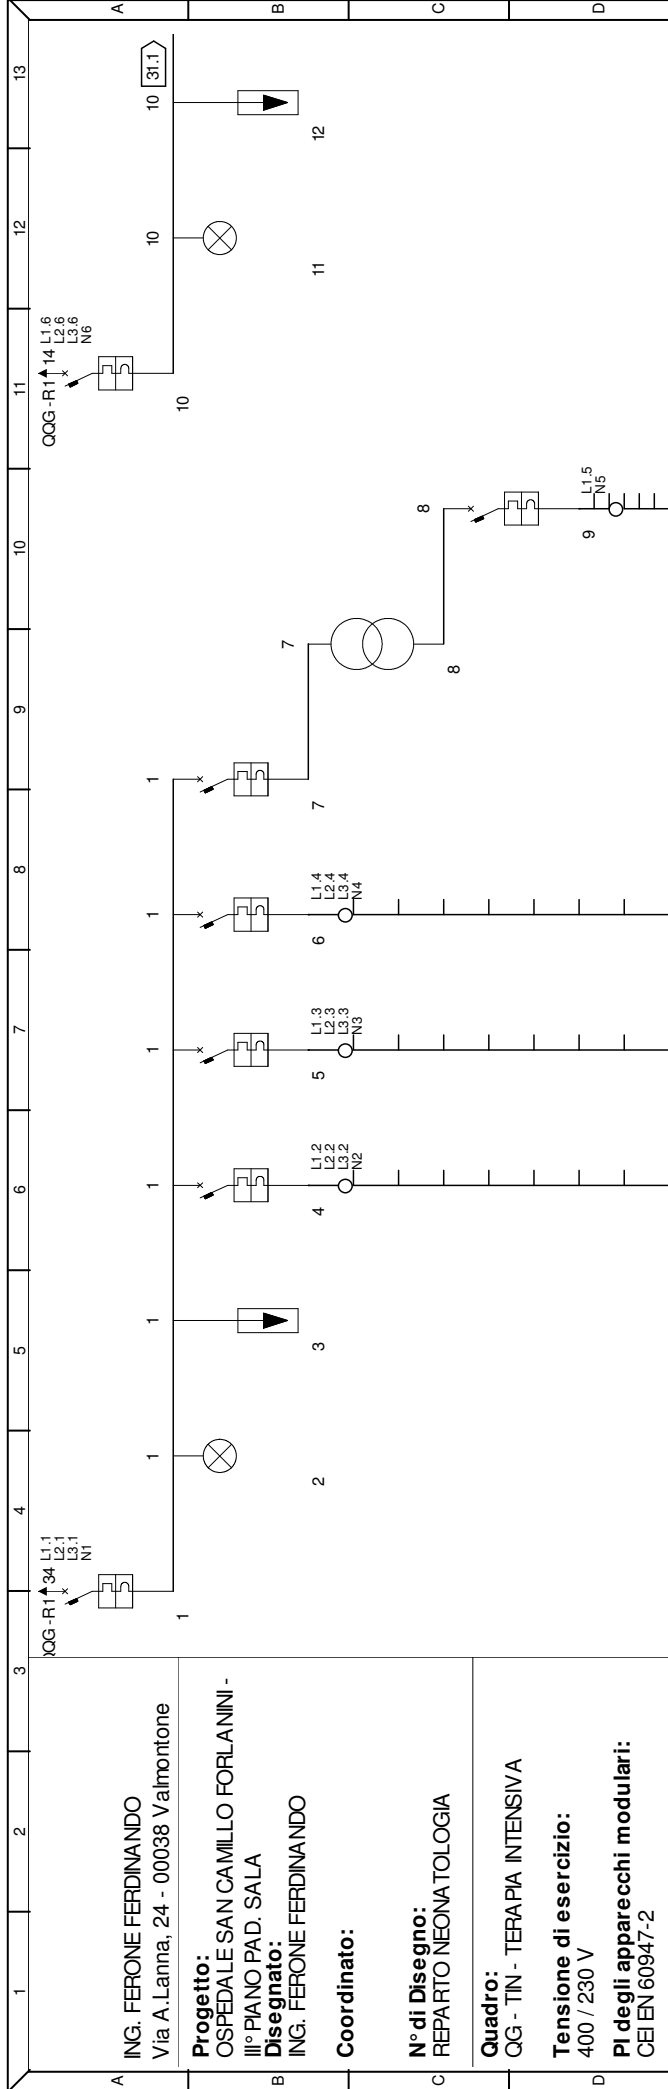 1 2 3 4 5 6 7 8 9 10 11 12 13
A
B
C
D
A
B
C
D
ING. FERONE FERDINANDO
Via A.Lanna, 24 - 00038 Valmontone
Progetto:
OSPEDALE SAN CAMILLO FORLANINI -
III° PIANO PAD. SALA
Disegnato:
ING. FERONE FERDINANDO
Coordinato:
N° di Disegno:
REPARTO NEONATOLOGIA
Quadro:
QG - TIN - TERAPIA INTENSIVA
Tensione di esercizio:
400 / 230 V
PI degli apparecchi modulari:
CEI EN 60947-2
QG-R1 34
L1.1
L2.1
L3.1
N1
1
1
2
1
3
1
4
L1.2
L2.2
L3.2
N2
1
5
L1.3
L2.3
L3.3
N3
1
6
L1.4
L2.4
L3.4
N4
1
7
7
8
8
9
L1.5
N5
QQG-R1 14
L1.6
L2.6
L3.6
N6
10
10
11
10
12
31.1